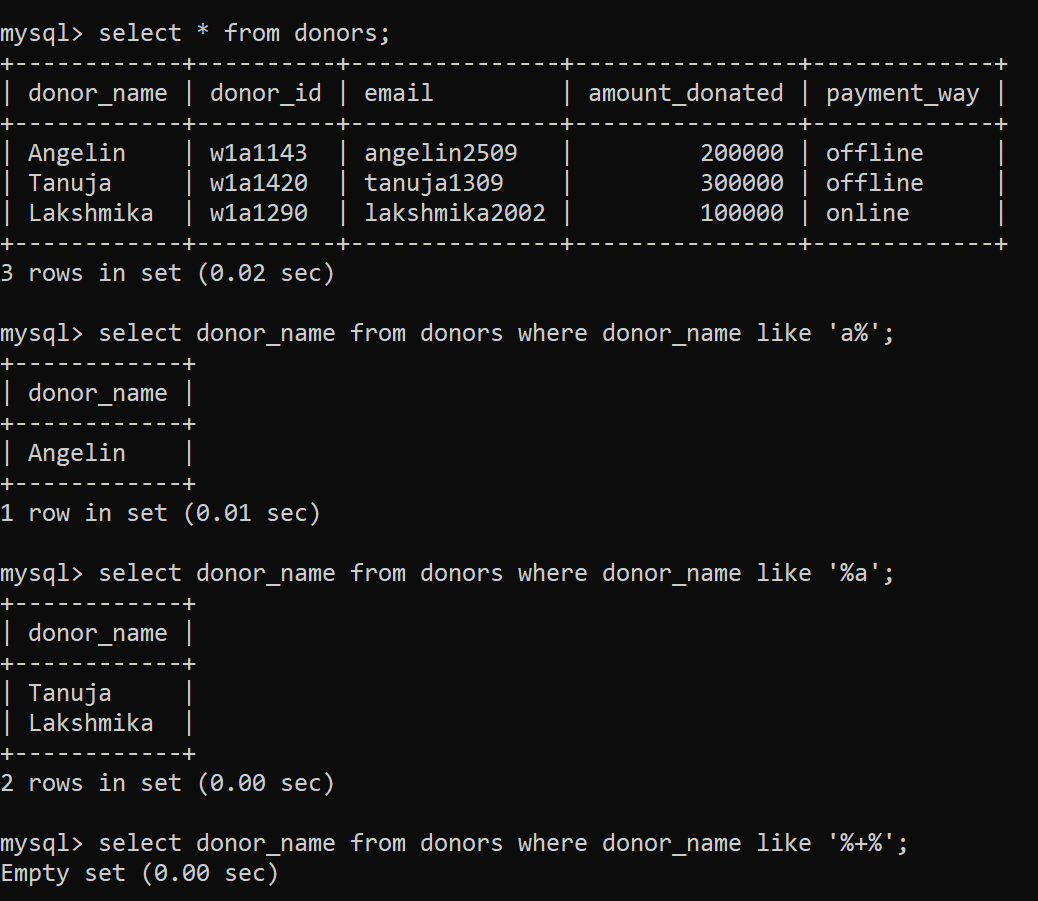 mysql> select * from donors;
+------------+----------+---------------+----------------+-------------+
| donor_name | donor_id | email         | amount_donated | payment_way |
+------------+----------+---------------+----------------+-------------+
| Angelin    | w1a1143  | angelin2509   |         200000 | offline     |
| Tanuja     | w1a1420  | tanuja1309    |         300000 | offline     |
| Lakshmika  | w1a1290  | lakshmika2002 |         100000 | online      |
+------------+----------+---------------+----------------+-------------+
3 rows in set (0.02 sec)

mysql> select donor_name from donors where donor_name like 'a%';
+------------+
| donor_name |
+------------+
| Angelin    |
+------------+
1 row in set (0.01 sec)

mysql> select donor_name from donors where donor_name like '%a';
+------------+
| donor_name |
+------------+
| Tanuja     |
| Lakshmika  |
+------------+
2 rows in set (0.00 sec)

mysql> select donor_name from donors where donor_name like '%+%';
Empty set (0.00 sec)